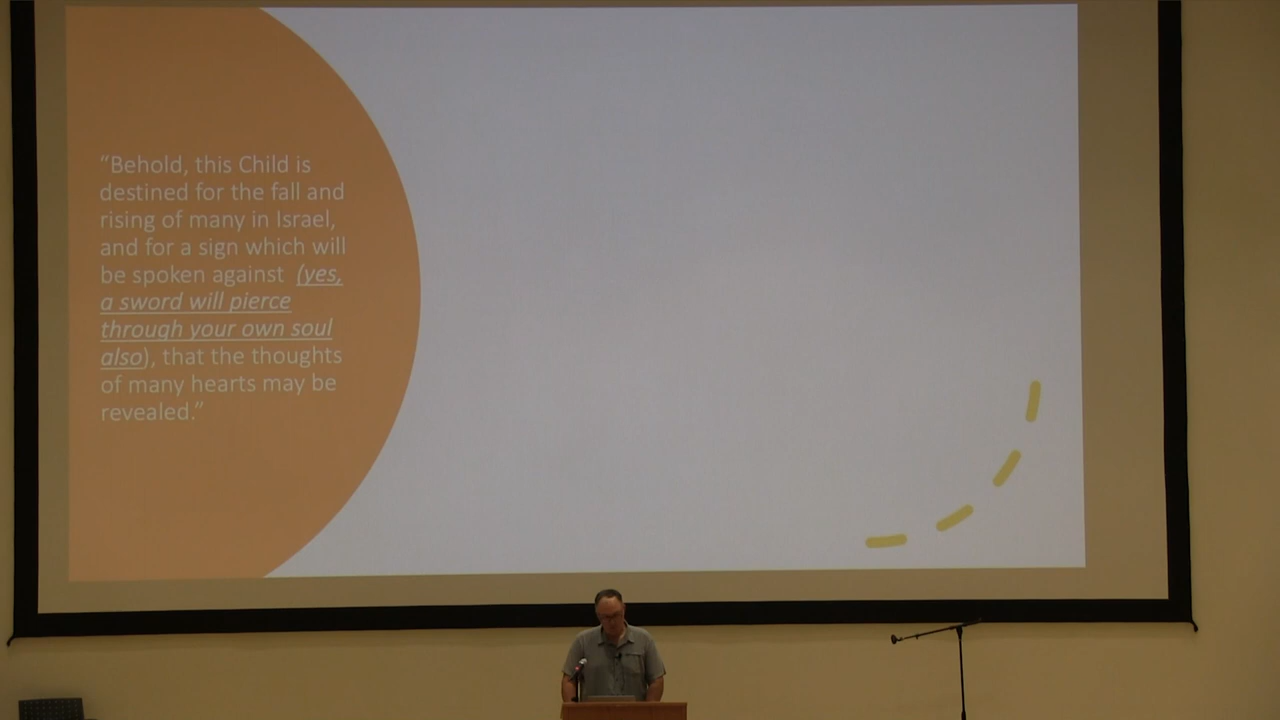 “Behold, this Child is
destined for the fall and
rising of many in Israel,
and for a sign which will
be spoken against (yes,
a sword will pierce
through your own soul
also), that the thoughts
of many hearts may be
revealed.”